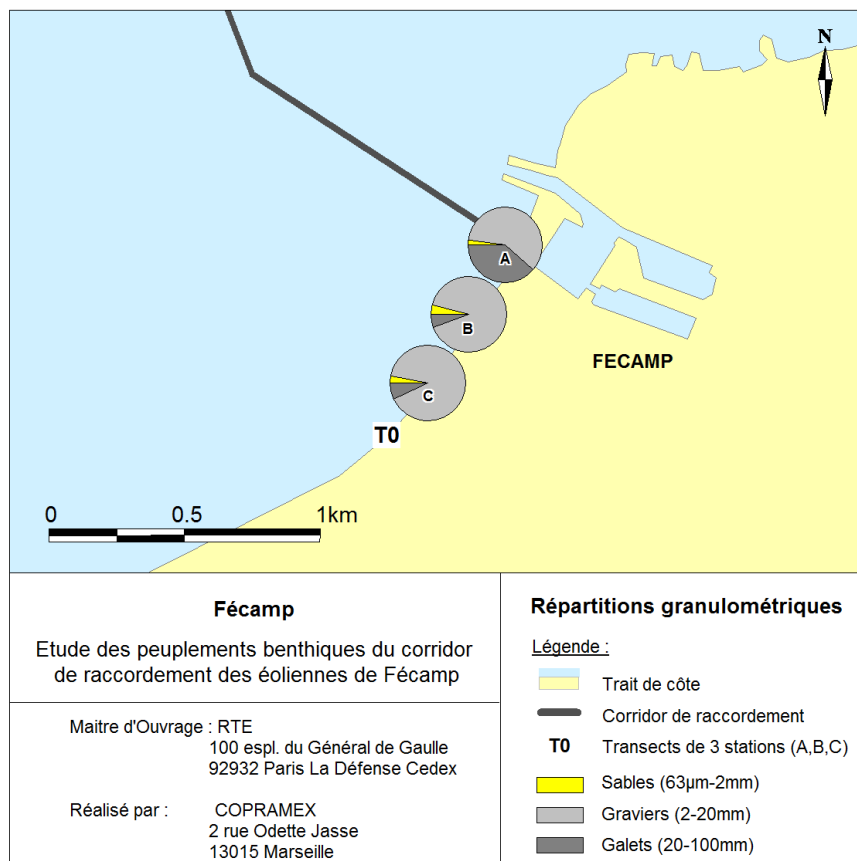 N
A
B
C
FECAMP
T0
0 0.5 1km
Fécamp
Etude des peuplements benthiques du corridor
de raccordement des éoliennes de Fécamp
Maitre d'Ouvrage : RTE
100 espl. du Général de Gaulle
92932 Paris La Défense Cedex
Réalisé par : COPRAMEX
2 rue Odette Jasse
13015 Marseille
Répartitions granulométriques
Légende :
Trait de côte
Corridor de raccordement
T0 Transects de 3 stations (A,B,C)
Sables (63µm-2mm)
Graviers (2-20mm)
Galets (20-100mm)